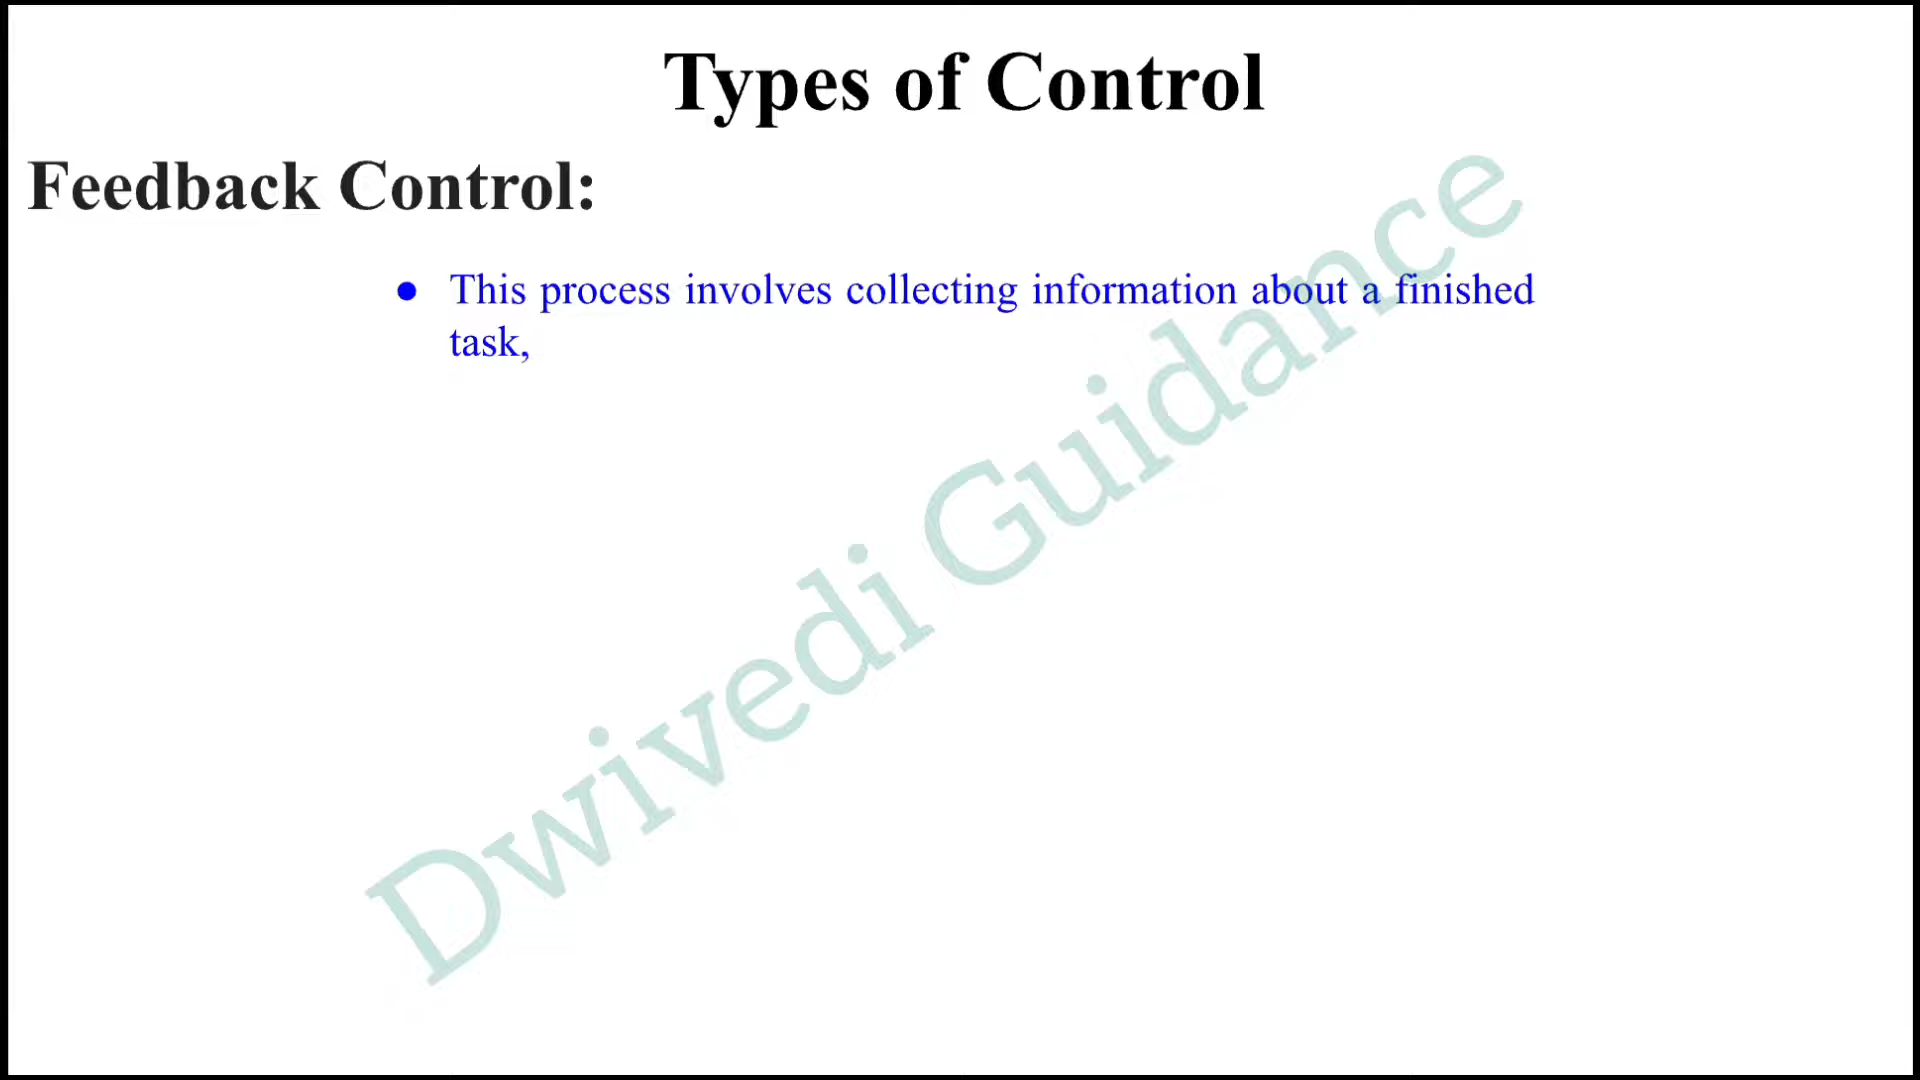 Types of Control
Feedback Control:
● This process involves collecting information about a finished
task,
Dwivedi Guidance